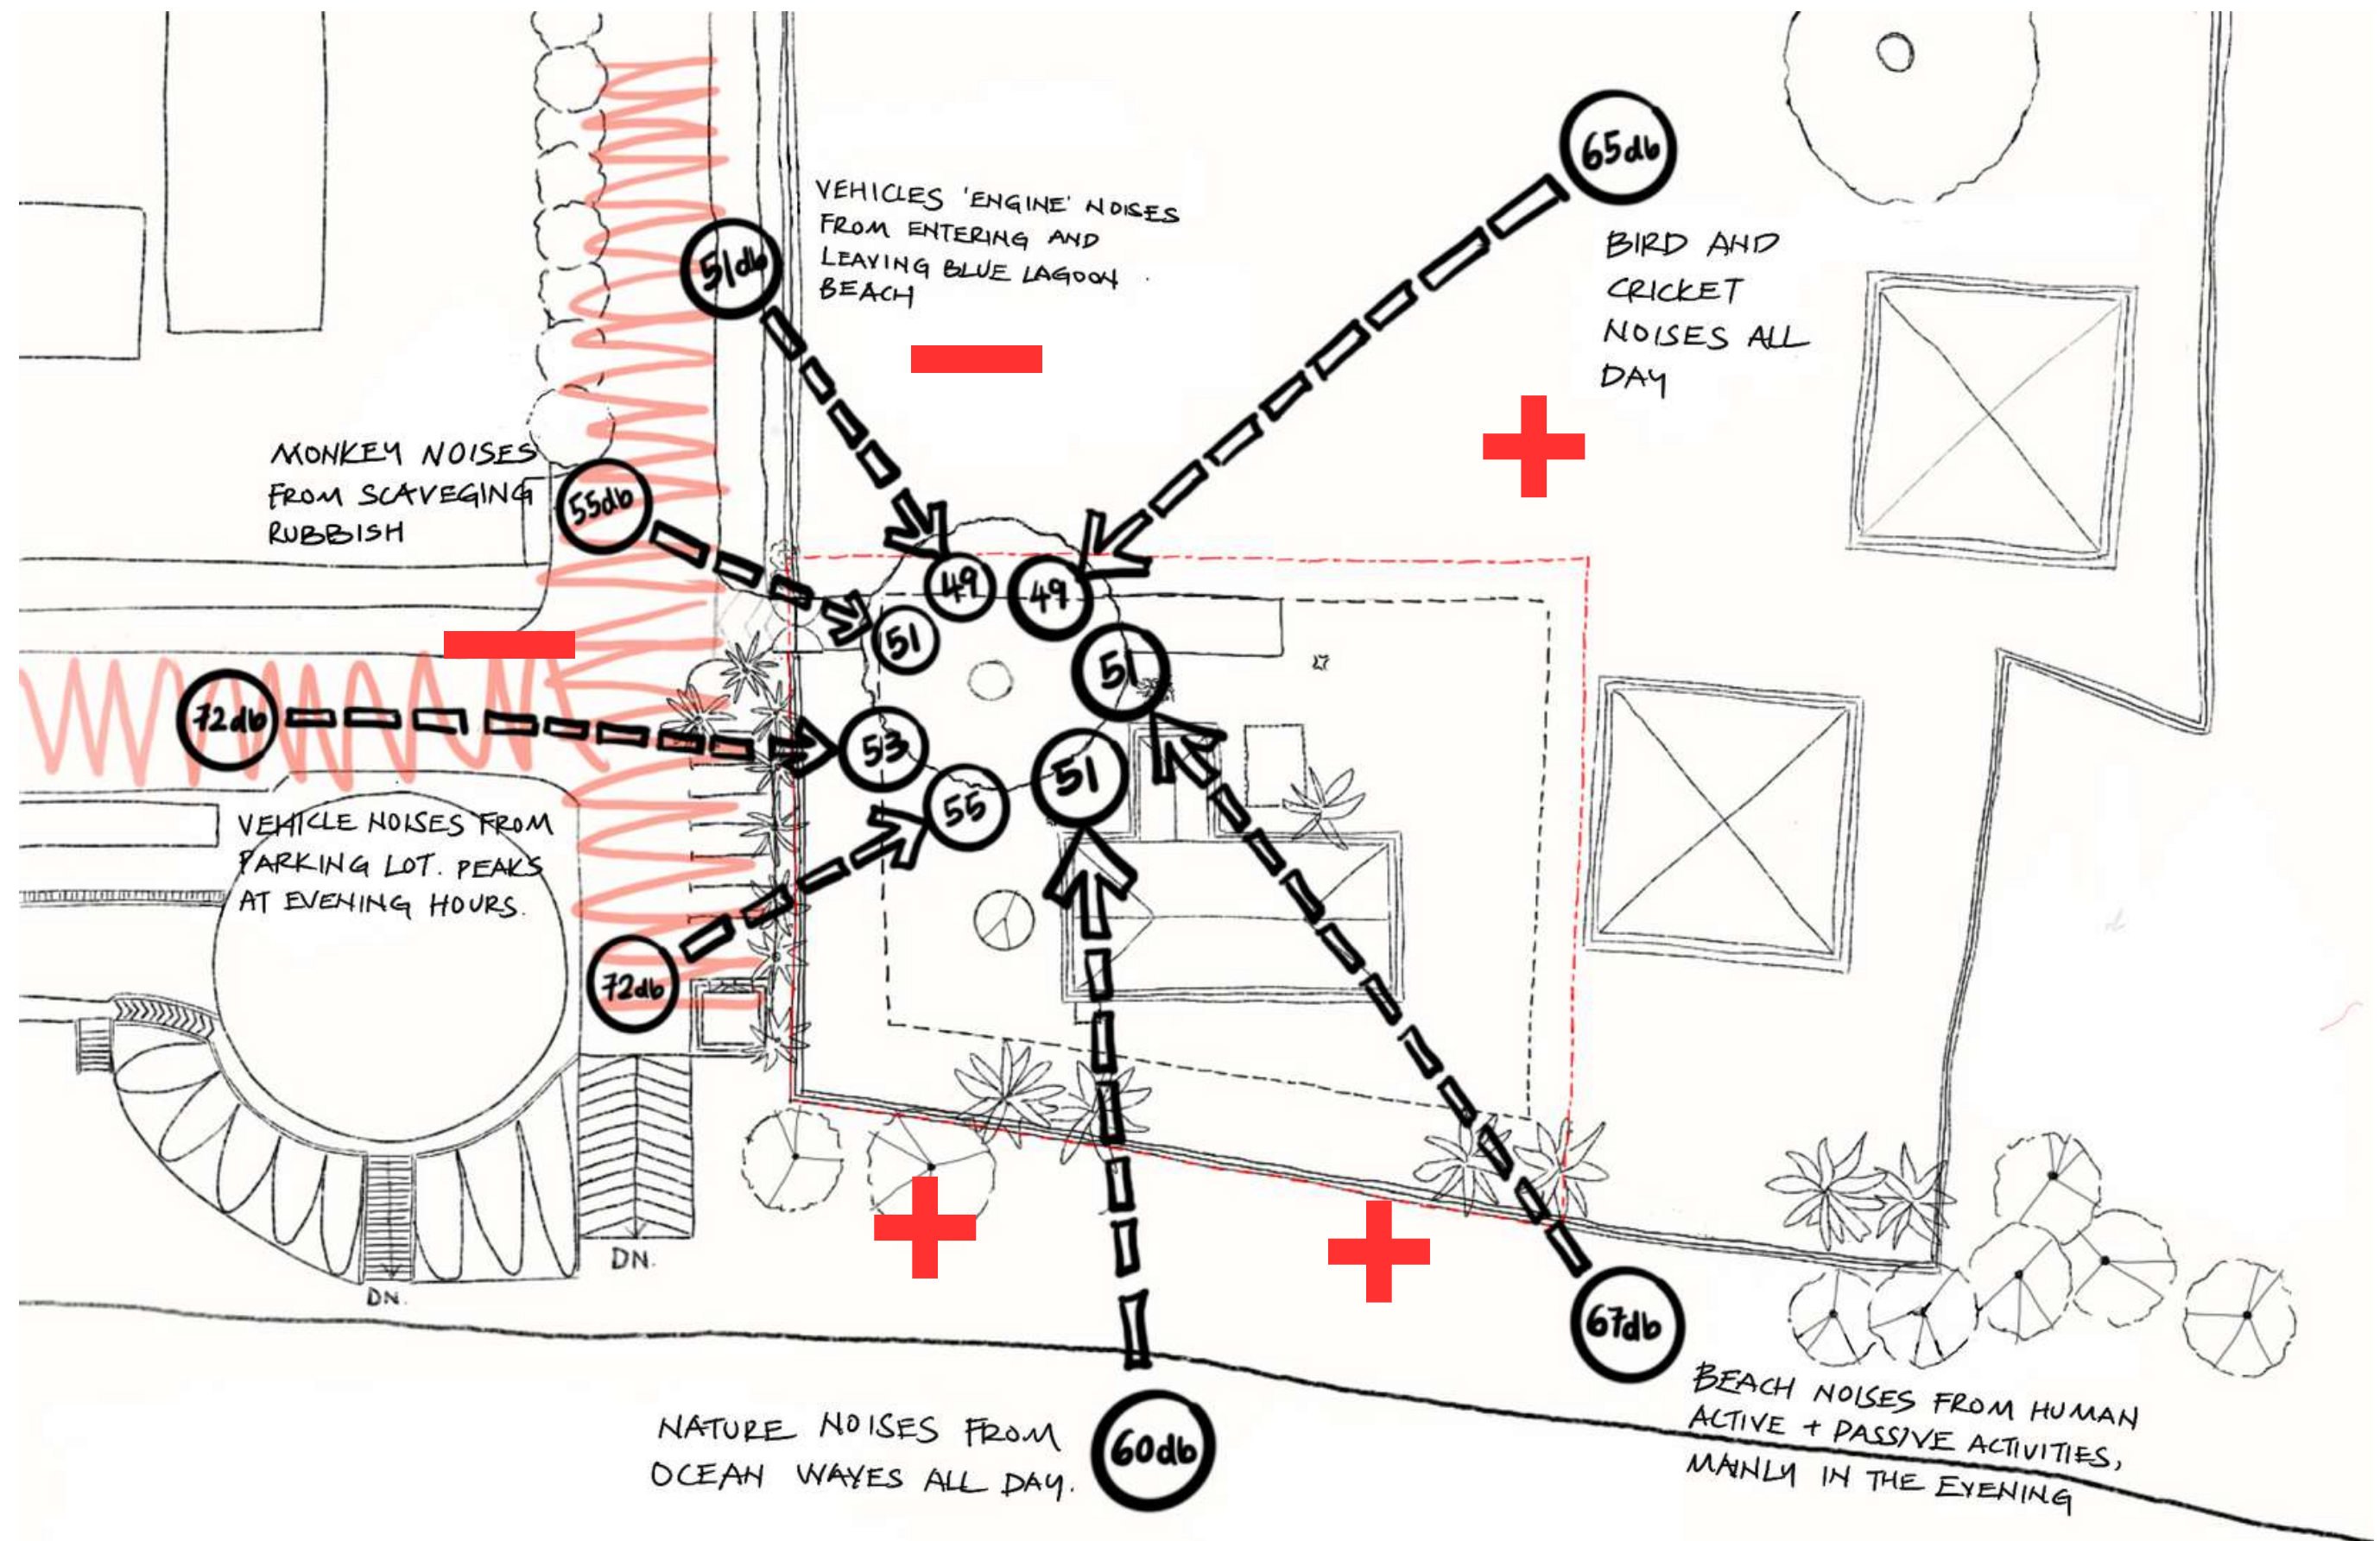 65db
VEHICLES 'ENGINE' NOISES
FROM ENTERING AND
LEAVING BLUE LAGOON
BEACH
51db
BIRD AND
CRICKET
NOISES ALL
DAY
MONKEY NOISES
FROM SCAVEGING
RUBBISH
55db
49
49
51
51
72db
53
51
55
VEHICLE NOISES FROM
PARKING LOT. PEAKS
AT EVENING HOURS.
72db
DN.
DN.
67db
BEACH NOISES FROM HUMAN
ACTIVE + PASSIVE ACTIVITIES,
MAINLY IN THE EVENING
NATURE NOISES FROM
OCEAN WAVES ALL DAY.
60db